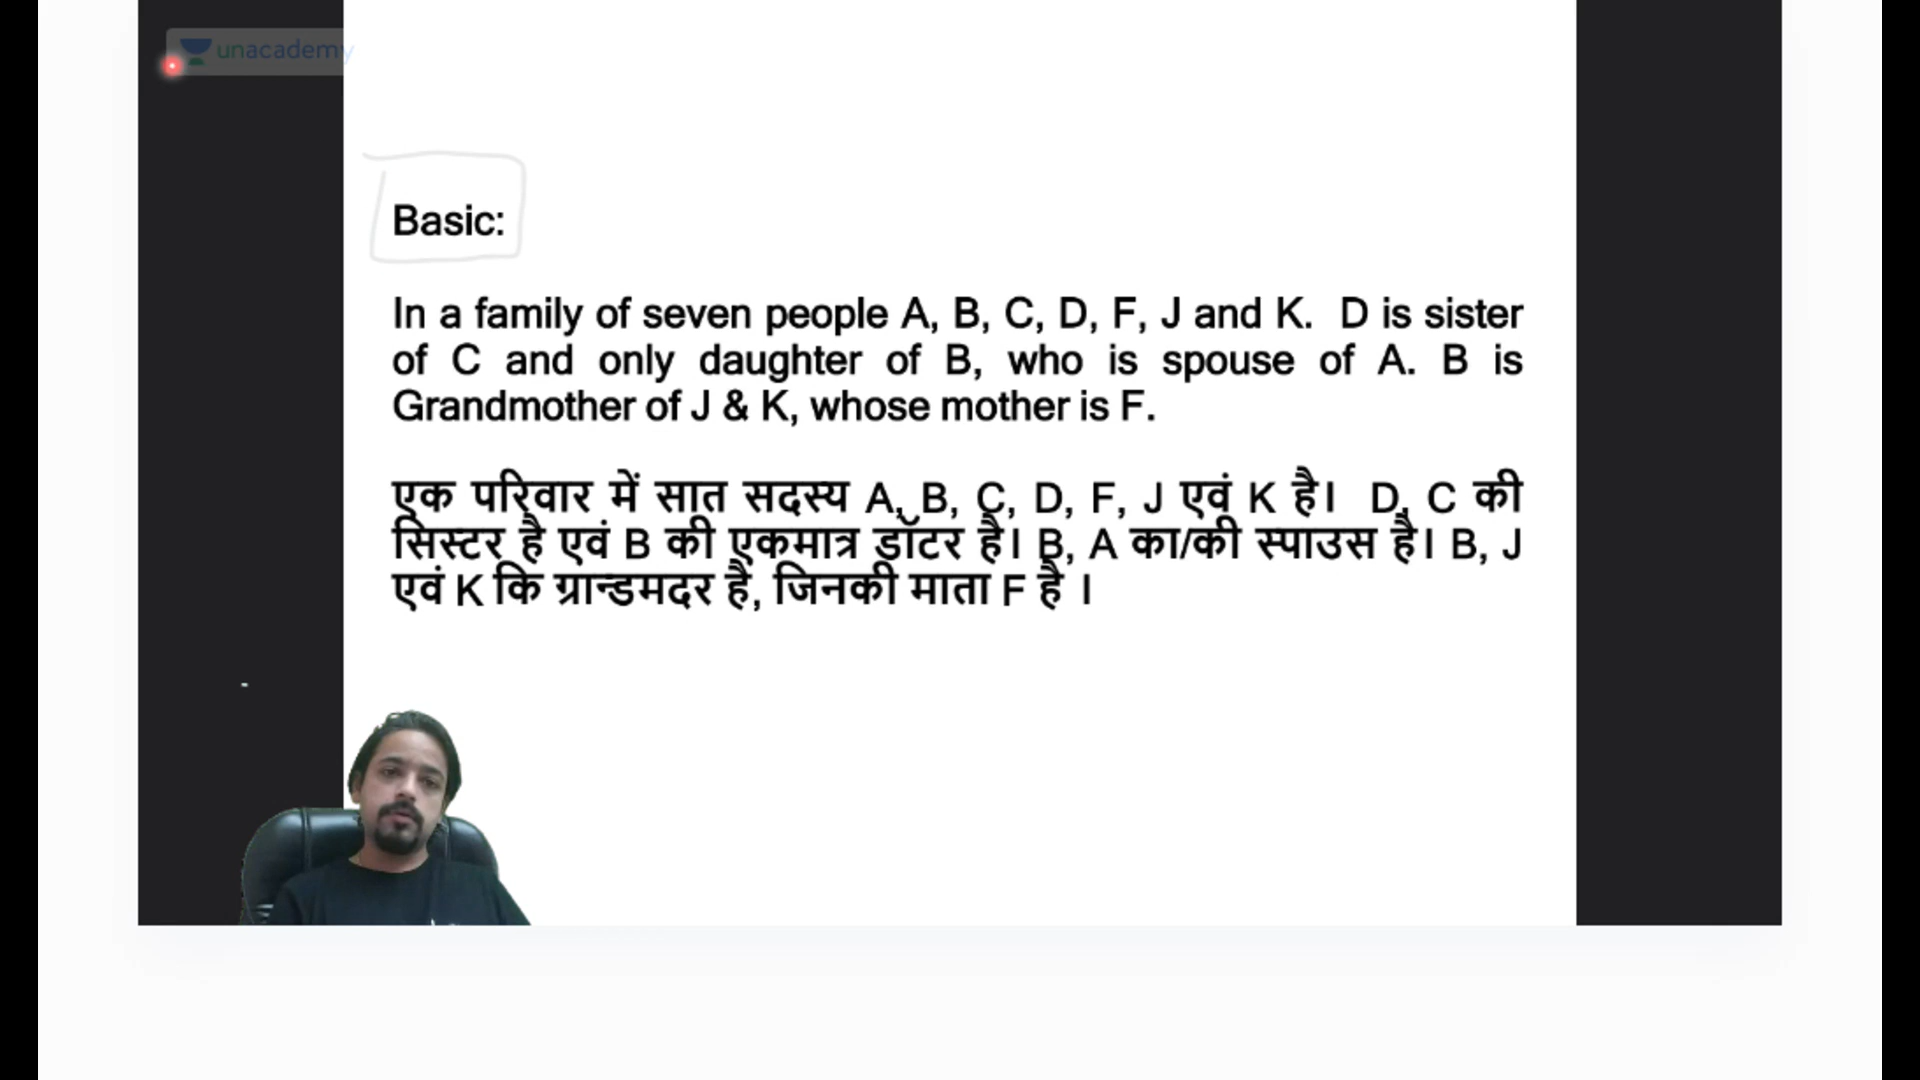 unacademy
Basic:
In a family of seven people A, B, C, D, F, J and K. D is sister
of C and only daughter of B, who is spouse of A. B is
Grandmother of J & K, whose mother is F.
एक परिवार में सात सदस्य A, B, C, D, F, J एवं K है। D, C की
सिस्टर है एवं B की एकमात्र डॉटर है। B, A का/की स्पाउस है। B, J
एवं K कि ग्रान्डमदर है, जिनकी माता F है ।